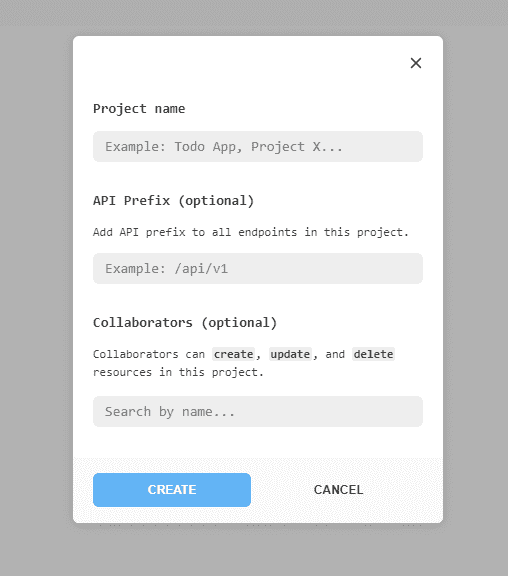 Project name
Example: Todo App, Project X...
API Prefix (optional)
Add API prefix to all endpoints in this project.
Example: /api/v1
Collaborators (optional)
Collaborators can create, update, and delete
resources in this project.
Search by name...
CREATE CANCEL